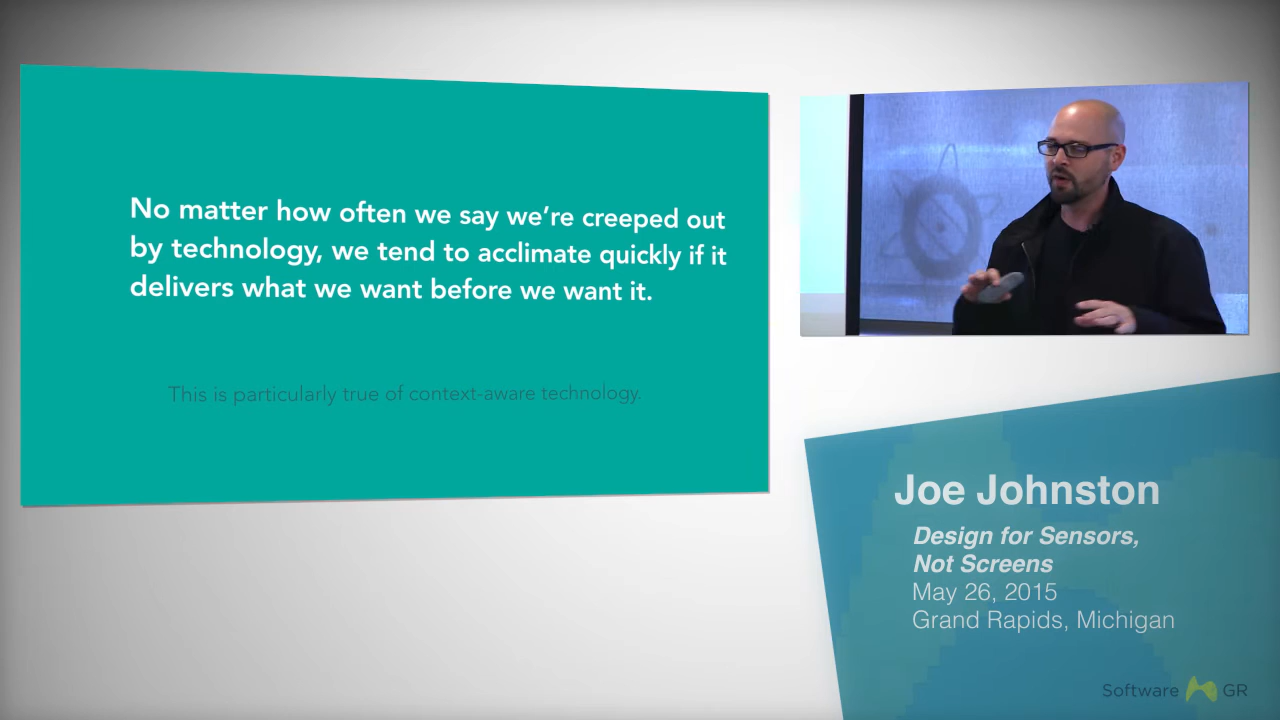 No matter how often we say we're creeped out
by technology, we tend to acclimate quickly if it
delivers what we want before we want it.
This is particularly true of context-aware technology.
Joe Johnston
Design for Sensors,
Not Screens
May 26, 2015
Grand Rapids, Michigan
Software GR